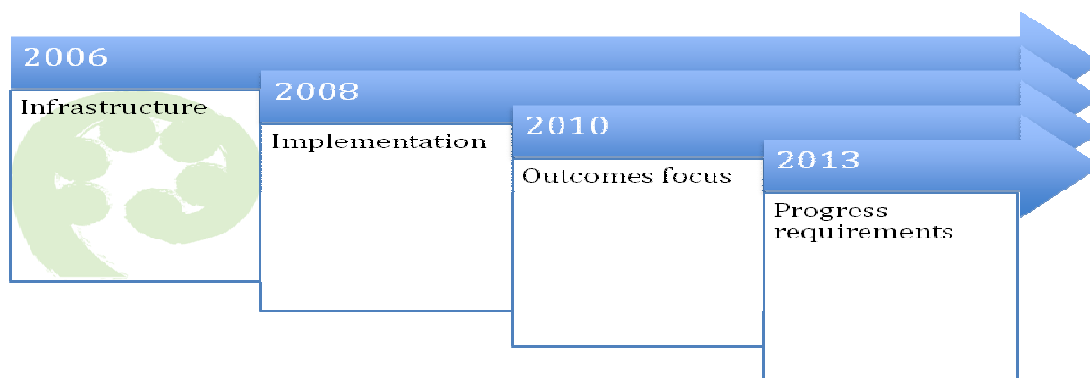 2006
Infrastructure
2008
Implementation
2010
Outcomes focus
2013
Progress
requirements